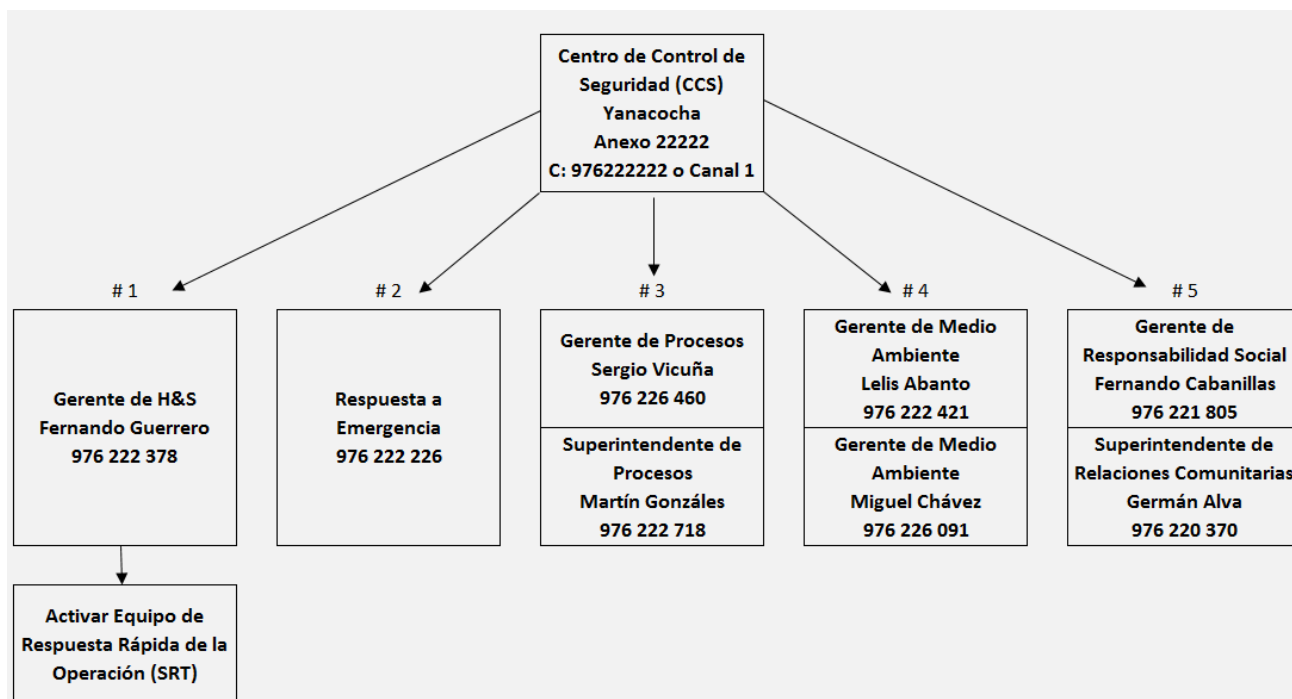 Centro de Control de
Seguridad (CCS)
Yanacocha
Anexo 22222
C: 976222222 o Canal 1
# 1
# 2
# 3
# 4
# 5
Gerente de H&S
Fernando Guerrero
976 222 378
Respuesta a
Emergencia
976 222 226
Gerente de Procesos
Sergio Vicuña
976 226 460
Superintendente de
Procesos
Martín Gonzáles
976 222 718
Gerente de Medio
Ambiente
Lelis Abanto
976 222 421
Gerente de Medio
Ambiente
Miguel Chávez
976 226 091
Gerente de
Responsabilidad Social
Fernando Cabanillas
976 221 805
Superintendente de
Relaciones Comunitarias
Germán Alva
976 220 370
Activar Equipo de
Respuesta Rápida de la
Operación (SRT)